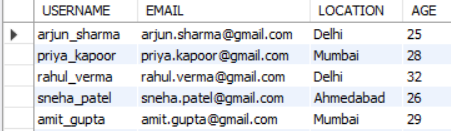 USERNAME EMAIL LOCATION AGE
arjun_sharma arjun.sharma@gmail.com Delhi 25
priya_kapoor priya.kapoor@gmail.com Mumbai 28
rahul_verma rahul.verma@gmail.com Delhi 32
sneha_patel sneha.patel@gmail.com Ahmedabad 26
amit_gupta amit.gupta@gmail.com Mumbai 29